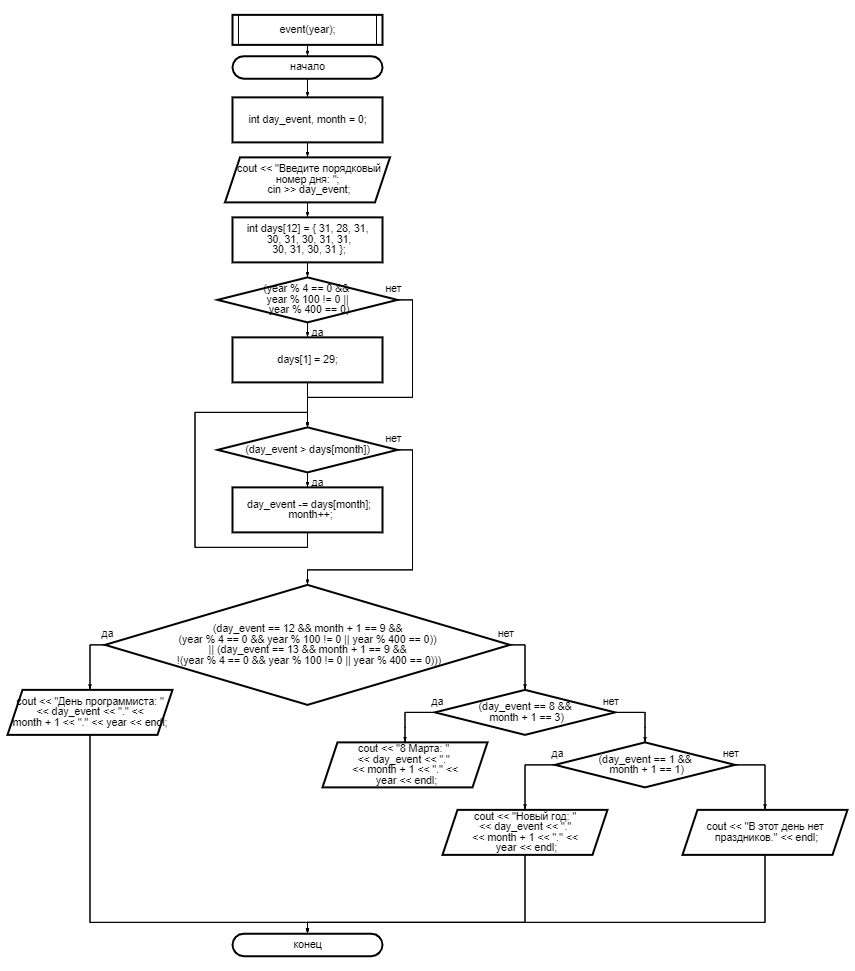 event(year);
начало
int day_event, month = 0;
cout << "Введите порядковый
номер дня: ";
cin >> day_event;
int days[12] = { 31, 28, 31,
30, 31, 30, 31, 31,
30, 31, 30, 31 };
(year % 4 == 0 &&
year % 100 != 0 ||
year % 400 == 0)
нет
да
days[1] = 29;
(day_event > days[month])
нет
да
day_event -= days[month];
month++;
(day_event == 12 && month + 1 == 9 &&
(year % 4 == 0 && year % 100 != 0 || year % 400 == 0))
|| (day_event == 13 && month + 1 == 9 &&
!(year % 4 == 0 && year % 100 != 0 || year % 400 == 0)))
да
нет
cout << "День программиста: "
<< day_event << "." <<
month + 1 << "." << year << endl;
(day_event == 8 &&
month + 1 == 3)
да
нет
cout << "8 Марта: "
<< day_event << "."
<< month + 1 << "." <<
year << endl;
(day_event == 1 &&
month + 1 == 1)
да
нет
cout << "Новый год: "
<< day_event << "."
<< month + 1 << "." <<
year << endl;
cout << "В этот день нет
праздников." << endl;
конец